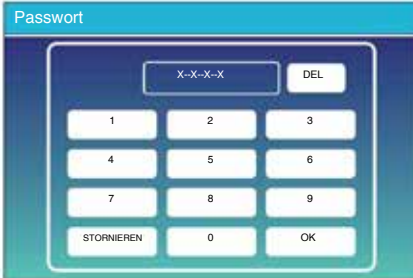 Passwort
X--X--X--X DEL
1 2 3
4 5 6
7 8 9
STORNIEREN 0 OK